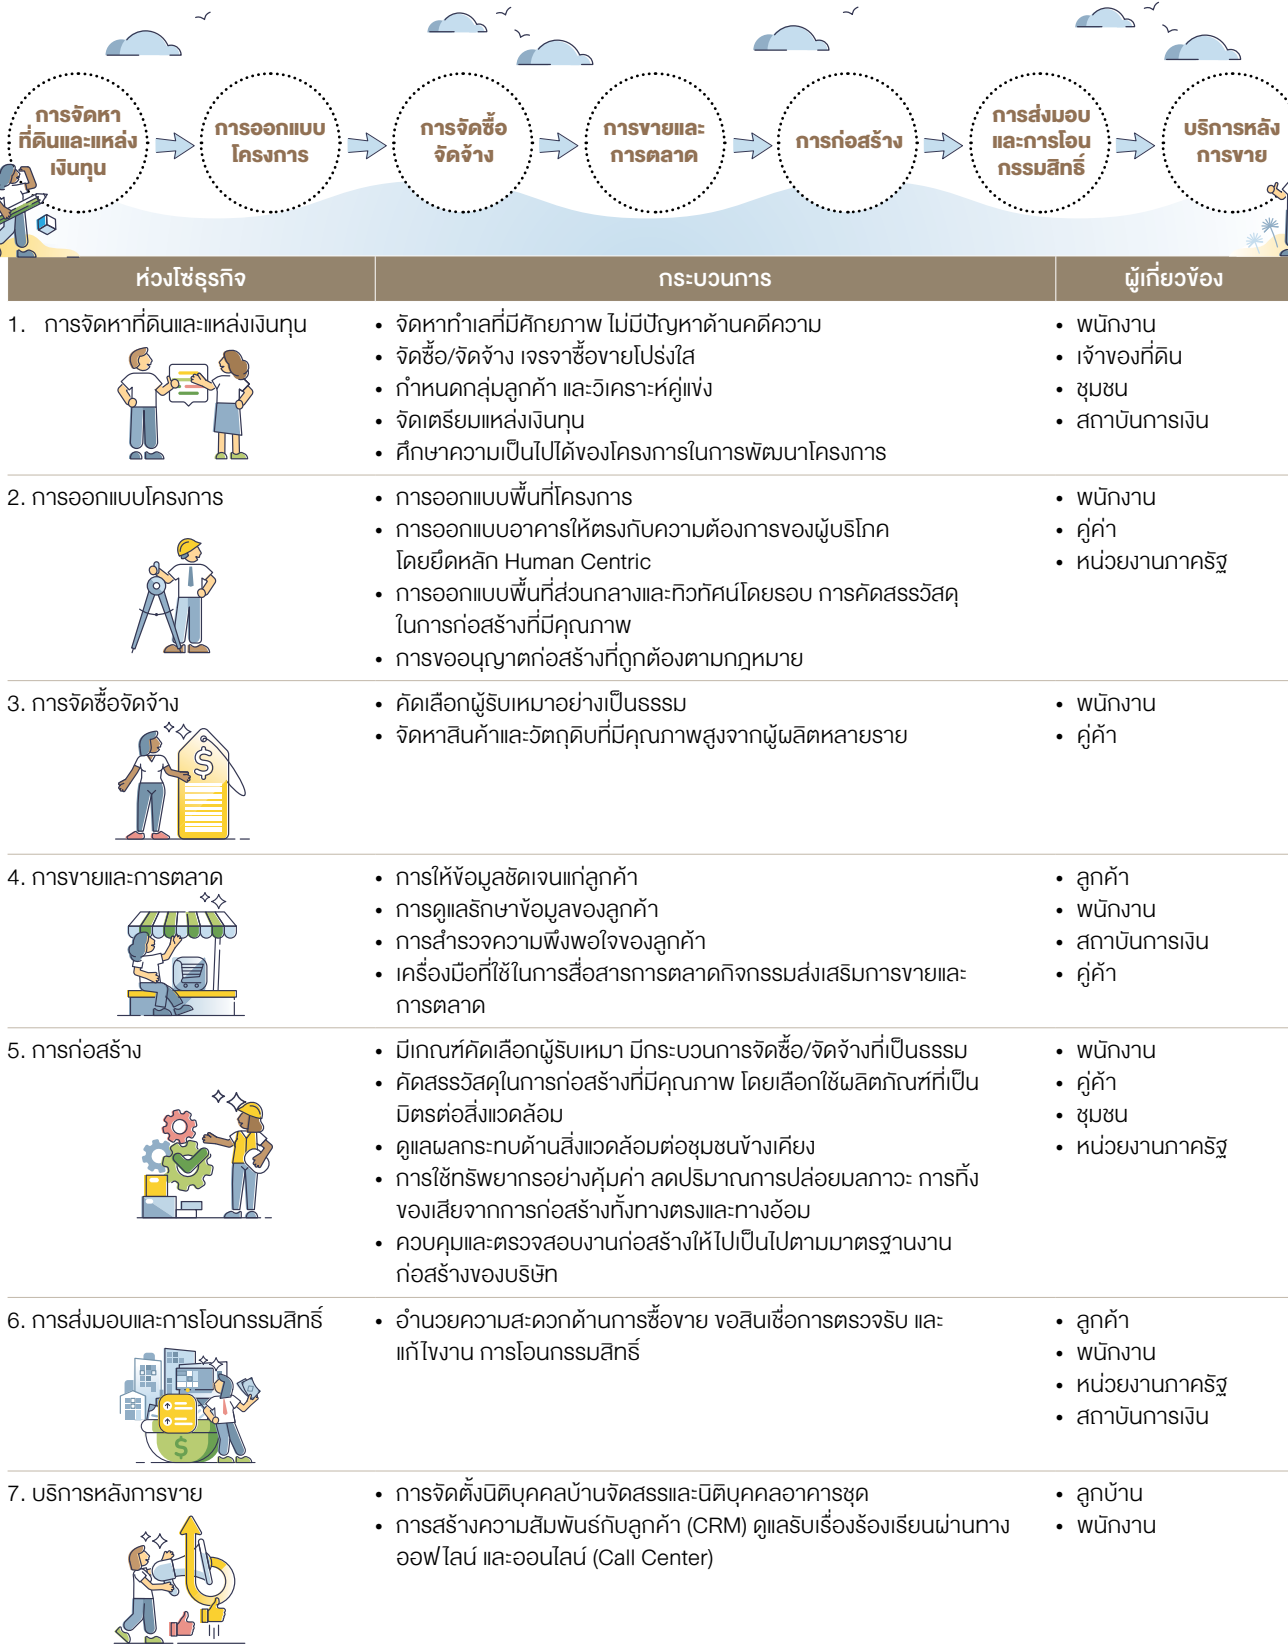 การจัดหา
ที่ดินและแหล่ง
เงินทุน
การออกแบบ
โครงการ
การจัดซื้อ
จัดจ้าง
การขายและ
การตลาด
การก่อสร้าง
การส่งมอบ
และการโอน
กรรมสิทธิ์
บริการหลัง
การขาย
ห่วงโซ่ธุรกิจ
กระบวนการ
ผู้เกี่ยวข้อง
1. การจัดหาที่ดินและแหล่งเงินทุน
• จัดหาทำเลที่มีศักยภาพ ไม่มีปัญหาด้านคดีความ
• จัดซื้อ/จัดจ้าง เจรจาซื้อขายโปร่งใส
• กำหนดกลุ่มลูกค้า และวิเคราะห์คู่แข่ง
• จัดเตรียมแหล่งเงินทุน
• ศึกษาความเป็นไปได้ของโครงการในการพัฒนาโครงการ
• พนักงาน
• เจ้าของที่ดิน
• ชุมชน
• สถาบันการเงิน
2. การออกแบบโครงการ
• การออกแบบพื้นที่โครงการ
• การออกแบบอาคารให้ตรงกับความต้องการของผู้บริโภค
โดยยึดหลัก Human Centric
• การออกแบบพื้นที่ส่วนกลางและทิวทัศน์โดยรอบ การคัดสรรวัสดุ
ในการก่อสร้างที่มีคุณภาพ
• การขออนุญาตก่อสร้างที่ถูกต้องตามกฎหมาย
• พนักงาน
• คู่ค่า
• หน่วยงานภาครัฐ
3. การจัดซื้อจัดจ้าง
• คัดเลือกผู้รับเหมาอย่างเป็นธรรม
• จัดหาสินค้าและวัตถุดิบที่มีคุณภาพสูงจากผู้ผลิตหลายราย
• พนักงาน
• คู่ค้า
$
4. การขายและการตลาด
• การให้ข้อมูลชัดเจนแก่ลูกค้า
• การดูแลรักษาข้อมูลของลูกค้า
• การสำรวจความพึงพอใจของลูกค้า
• เครื่องมือที่ใช้ในการสื่อสารการตลาดกิจกรรมส่งเสริมการขายและ
การตลาด
• ลูกค้า
• พนักงาน
• สถาบันการเงิน
• คู่ค้า
5. การก่อสร้าง
• มีเกณฑ์คัดเลือกผู้รับเหมา มีกระบวนการจัดซื้อ/จัดจ้างที่เป็นธรรม
• คัดสรรวัสดุในการก่อสร้างที่มีคุณภาพ โดยเลือกใช้ผลิตภัณฑ์ที่เป็น
มิตรต่อสิ่งแวดล้อม
• ดูแลผลกระทบด้านสิ่งแวดล้อมต่อชุมชนข้างเคียง
• การใช้ทรัพยากรอย่างคุ้มค่า ลดปริมาณการปล่อยมลภาวะ การทิ้ง
ของเสียจากการก่อสร้างทั้งทางตรงและทางอ้อม
• ควบคุมและตรวจสอบงานก่อสร้างให้ไปเป็นไปตามมาตรฐานงาน
ก่อสร้างของบริษัท
• พนักงาน
• คู่ค้า
• ชุมชน
• หน่วยงานภาครัฐ
6. การส่งมอบและการโอนกรรมสิทธิ์
• อำนวยความสะดวกด้านการซื้อขาย ขอสินเชื่อการตรวจรับ และ
แก้ไขงาน การโอนกรรมสิทธิ์
• ลูกค้า
• พนักงาน
• หน่วยงานภาครัฐ
• สถาบันการเงิน
$
7. บริการหลังการขาย
• การจัดตั้งนิติบุคคลบ้านจัดสรรและนิติบุคคลอาคารชุด
• การสร้างความสัมพันธ์กับลูกค้า (CRM) ดูแลรับเรื่องร้องเรียนผ่านทาง
ออฟไลน์ และออนไลน์ (Call Center)
• ลูกบ้าน
• พนักงาน